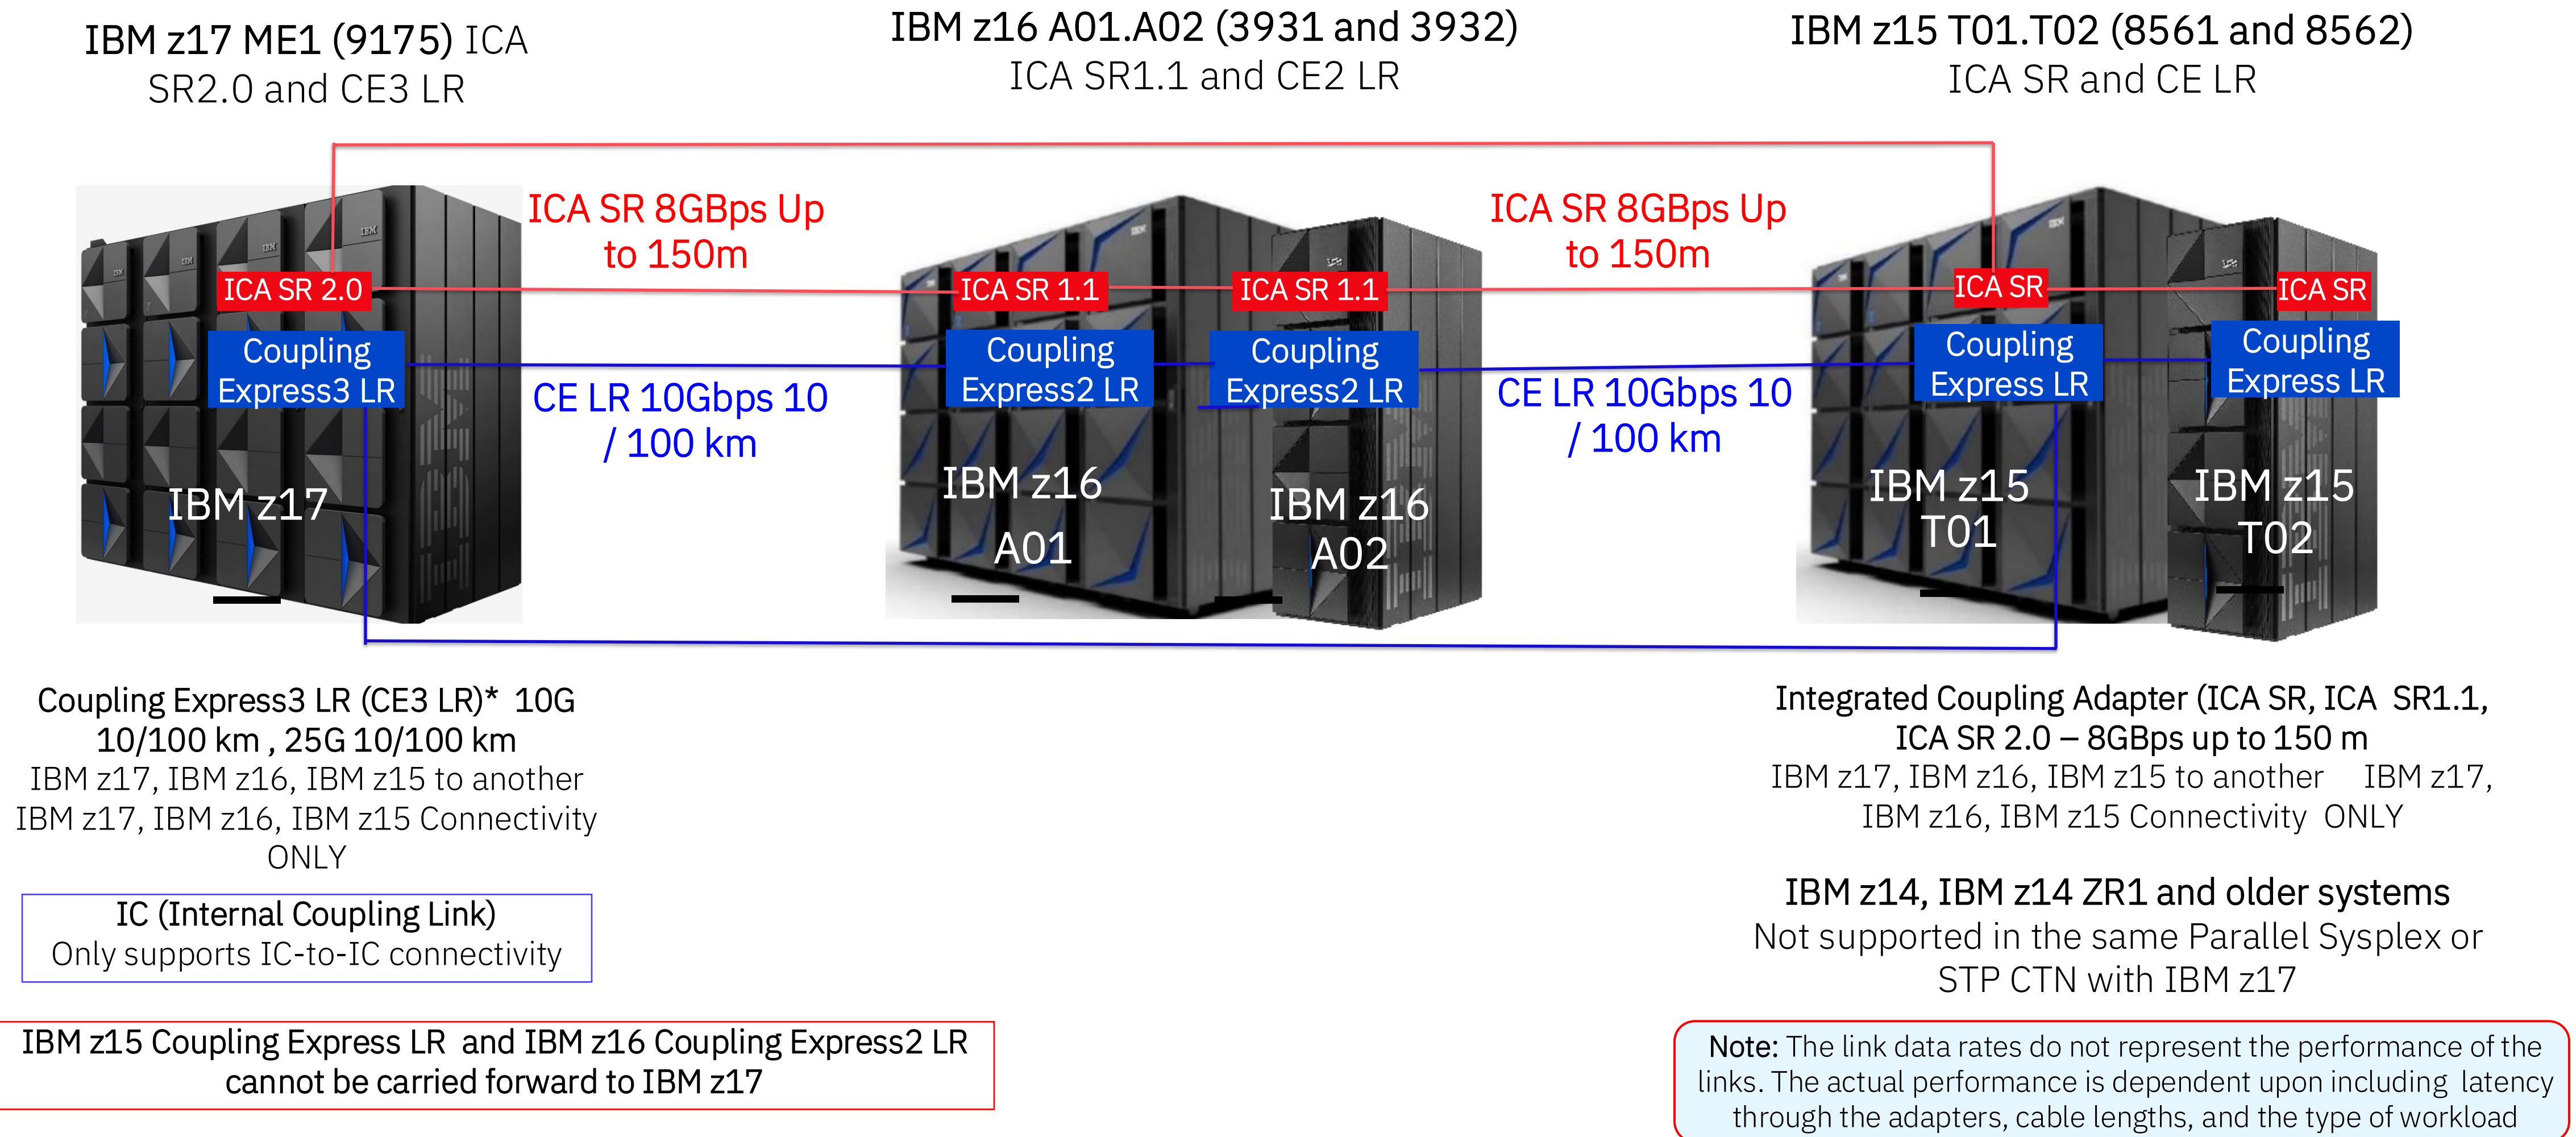 IBM z17 ME1 (9175) ICA
SR2.0 and CE3 LR
IBM z16 A01.A02 (3931 and 3932)
ICA SR1.1 and CE2 LR
IBM z15 T01.T02 (8561 and 8562)
ICA SR and CE LR
ICA SR 8GBps Up
to 150m
ICA SR 8GBps Up
to 150m
IBM
IBM
IBM
IBM
IBM
IBM
ICA SR 2.0
ICA SR 1.1
ICA SR 1.1
ICA SR
ICA SR
Coupling
Express3 LR
Coupling
Express2 LR
Coupling
Express2 LR
Coupling
Express LR
Coupling
Express LR
CE LR 10Gbps 10
/ 100 km
CE LR 10Gbps 10
/ 100 km
IBM
IBM z17
IBM z16
A01
IBM z16
A02
IBM z15
T01
IBM z15
T02
Coupling Express3 LR (CE3 LR)* 10G
10/100 km , 25G 10/100 km
IBM z17, IBM z16, IBM z15 to another
IBM z17, IBM z16, IBM z15 Connectivity
ONLY
IC (Internal Coupling Link)
Only supports IC-to-IC connectivity
IBM z15 Coupling Express LR and IBM z16 Coupling Express2 LR
cannot be carried forward to IBM z17
Integrated Coupling Adapter (ICA SR, ICA SR1.1,
ICA SR 2.0 – 8GBps up to 150 m
IBM z17, IBM z16, IBM z15 to another IBM z17,
IBM z16, IBM z15 Connectivity ONLY
IBM z14, IBM z14 ZR1 and older systems
Not supported in the same Parallel Sysplex or
STP CTN with IBM z17
Note: The link data rates do not represent the performance of the
links. The actual performance is dependent upon including latency
through the adapters, cable lengths, and the type of workload